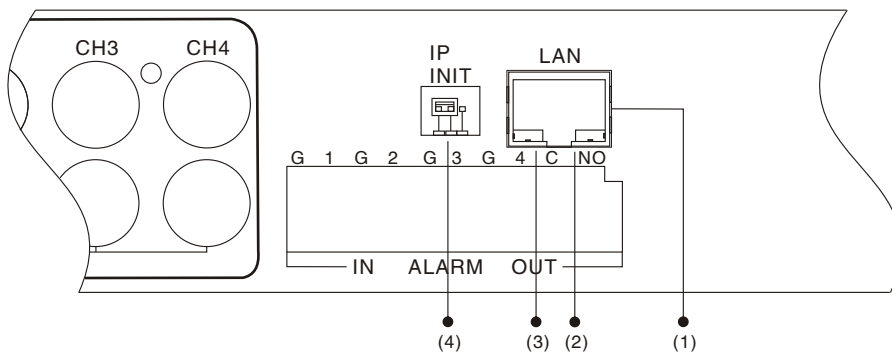 CH3 CH4
IP
INIT
LAN
G 1 G 2 G 3 G 4 C NO
IN ALARM OUT
(4) (3) (2) (1)